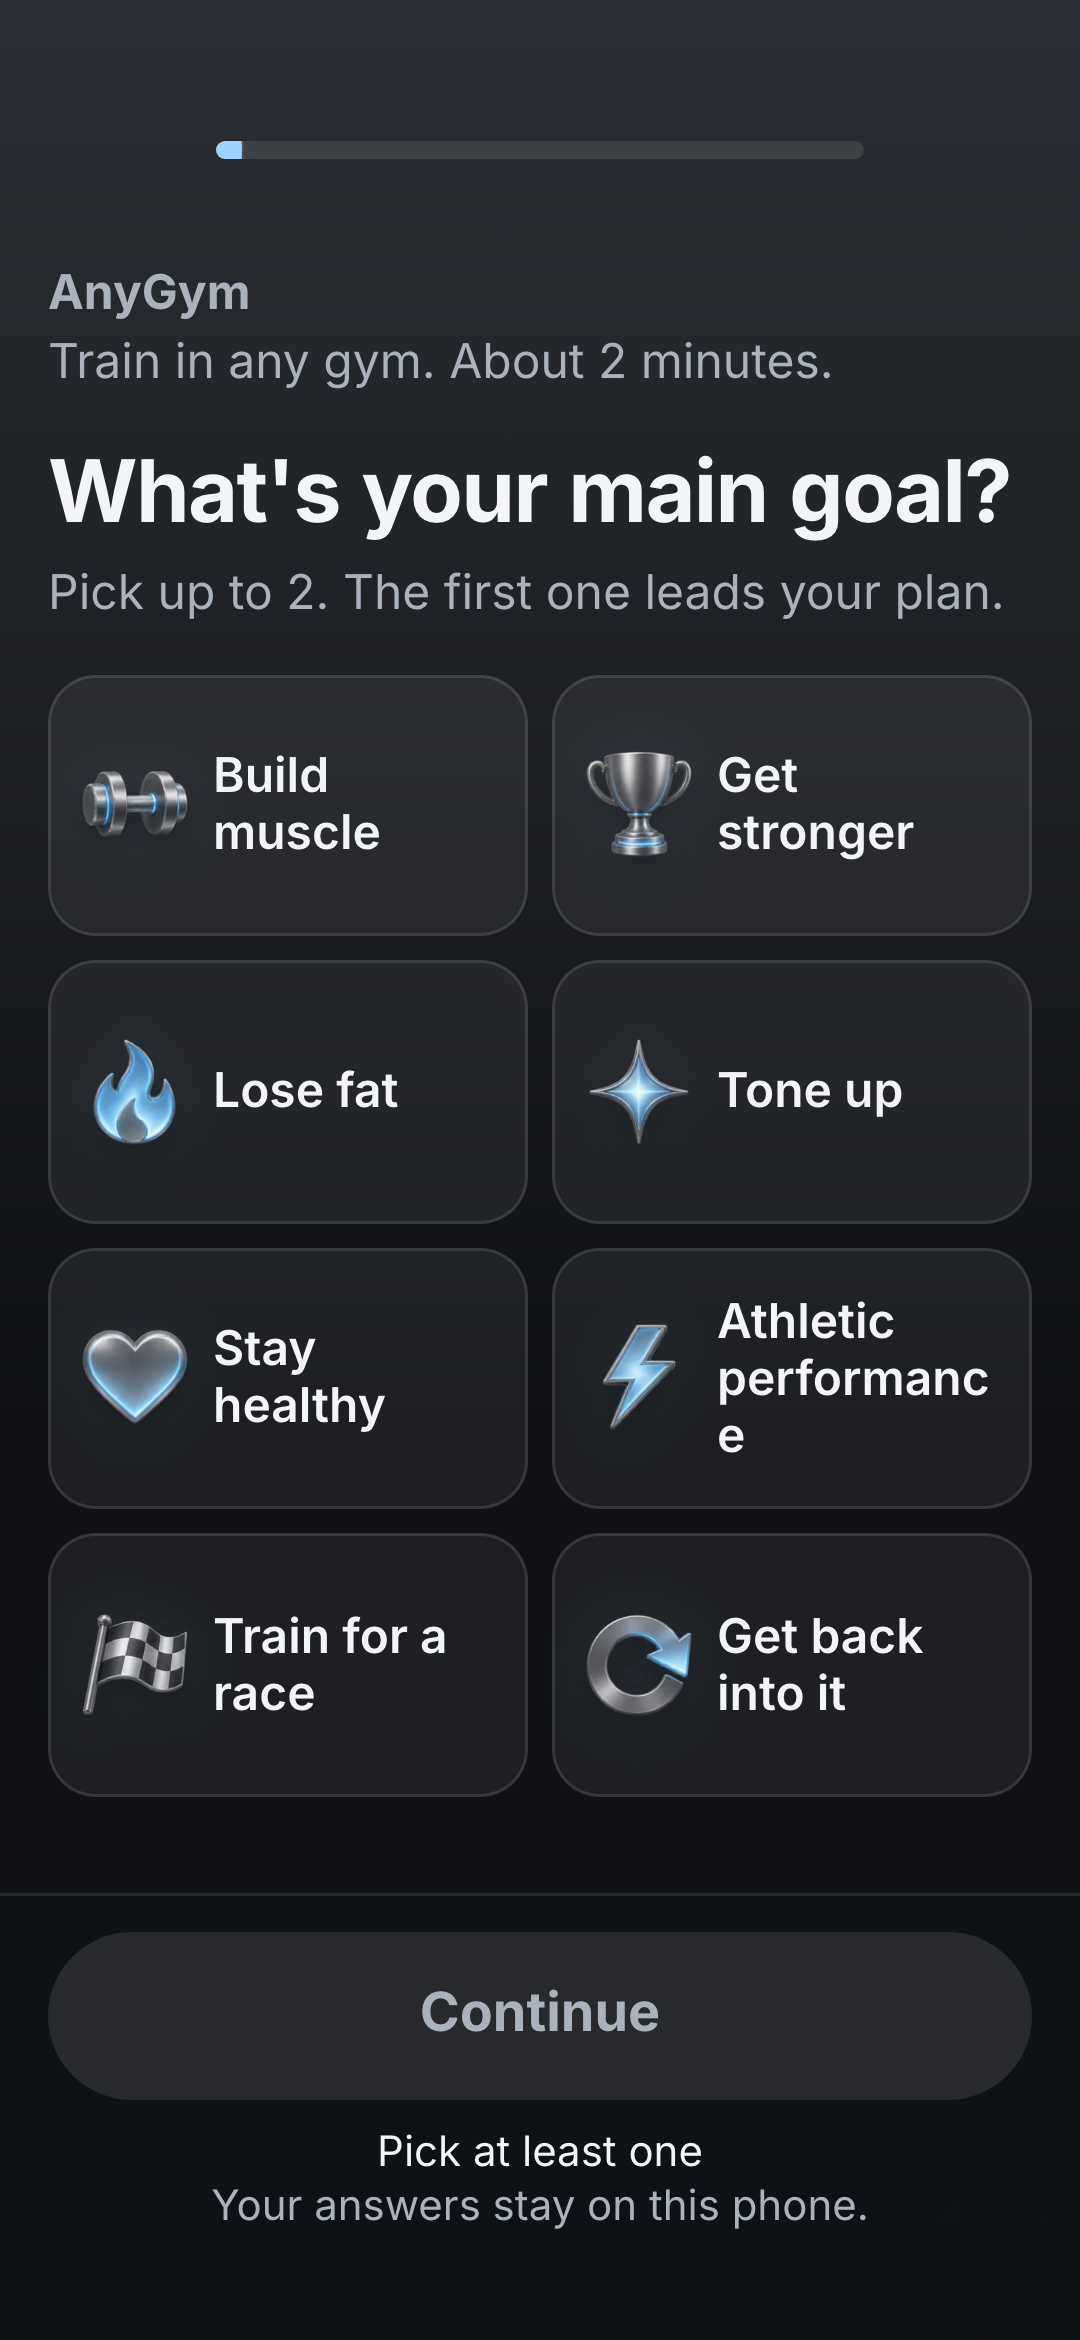 AnyGym
Train in any gym. About 2 minutes.
What's your main goal?
Pick up to 2. The first one leads your plan.
Build
muscle
Get
stronger
Lose fat
Tone up
Stay
healthy
Athletic
performanc
e
Train for a
race
Get back
into it
Continue
Pick at least one
Your answers stay on this phone.